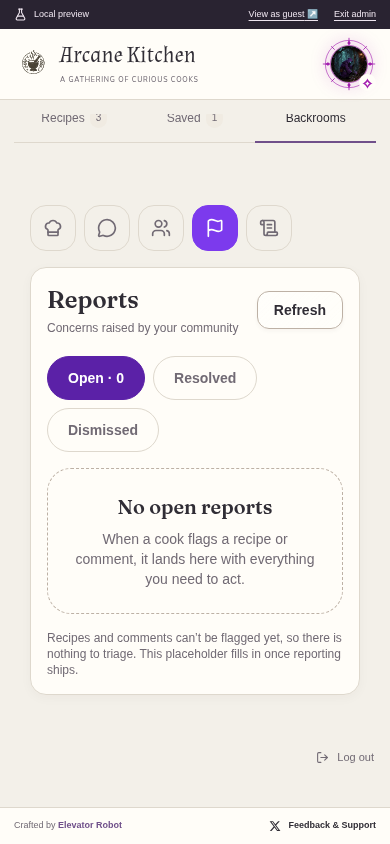 Local preview
View as guest ↗️
Exit admin
Arcane Kitchen
A GATHERING OF CURIOUS COOKS
Recipes 3
Saved 1
Backrooms
Reports
Concerns raised by your community
Refresh
Open · 0
Resolved
Dismissed
No open reports
When a cook flags a recipe or
comment, it lands here with everything
you need to act.
Recipes and comments can't be flagged yet, so there is
nothing to triage. This placeholder fills in once reporting
ships.
Log out
Crafted by Elevator Robot
Feedback & Support